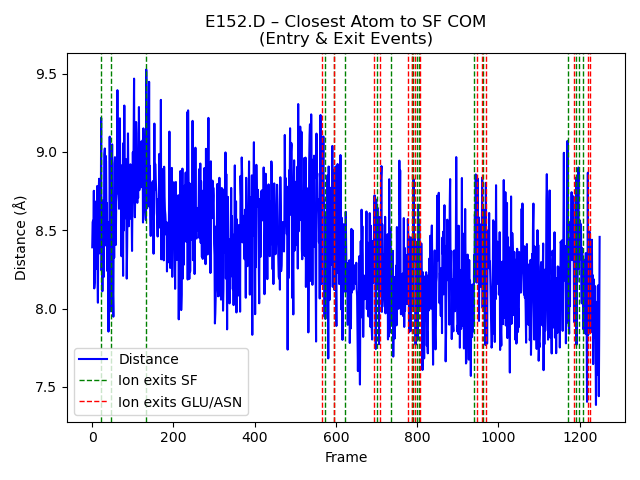 E152.D – Closest Atom to SF COM
(Entry & Exit Events)
9.5
9.0
8.5
8.0
7.5
Distance (Å)
Distance
Ion exits SF
Ion exits GLU/ASN
0 200 400 600 800 1000 1200
Frame